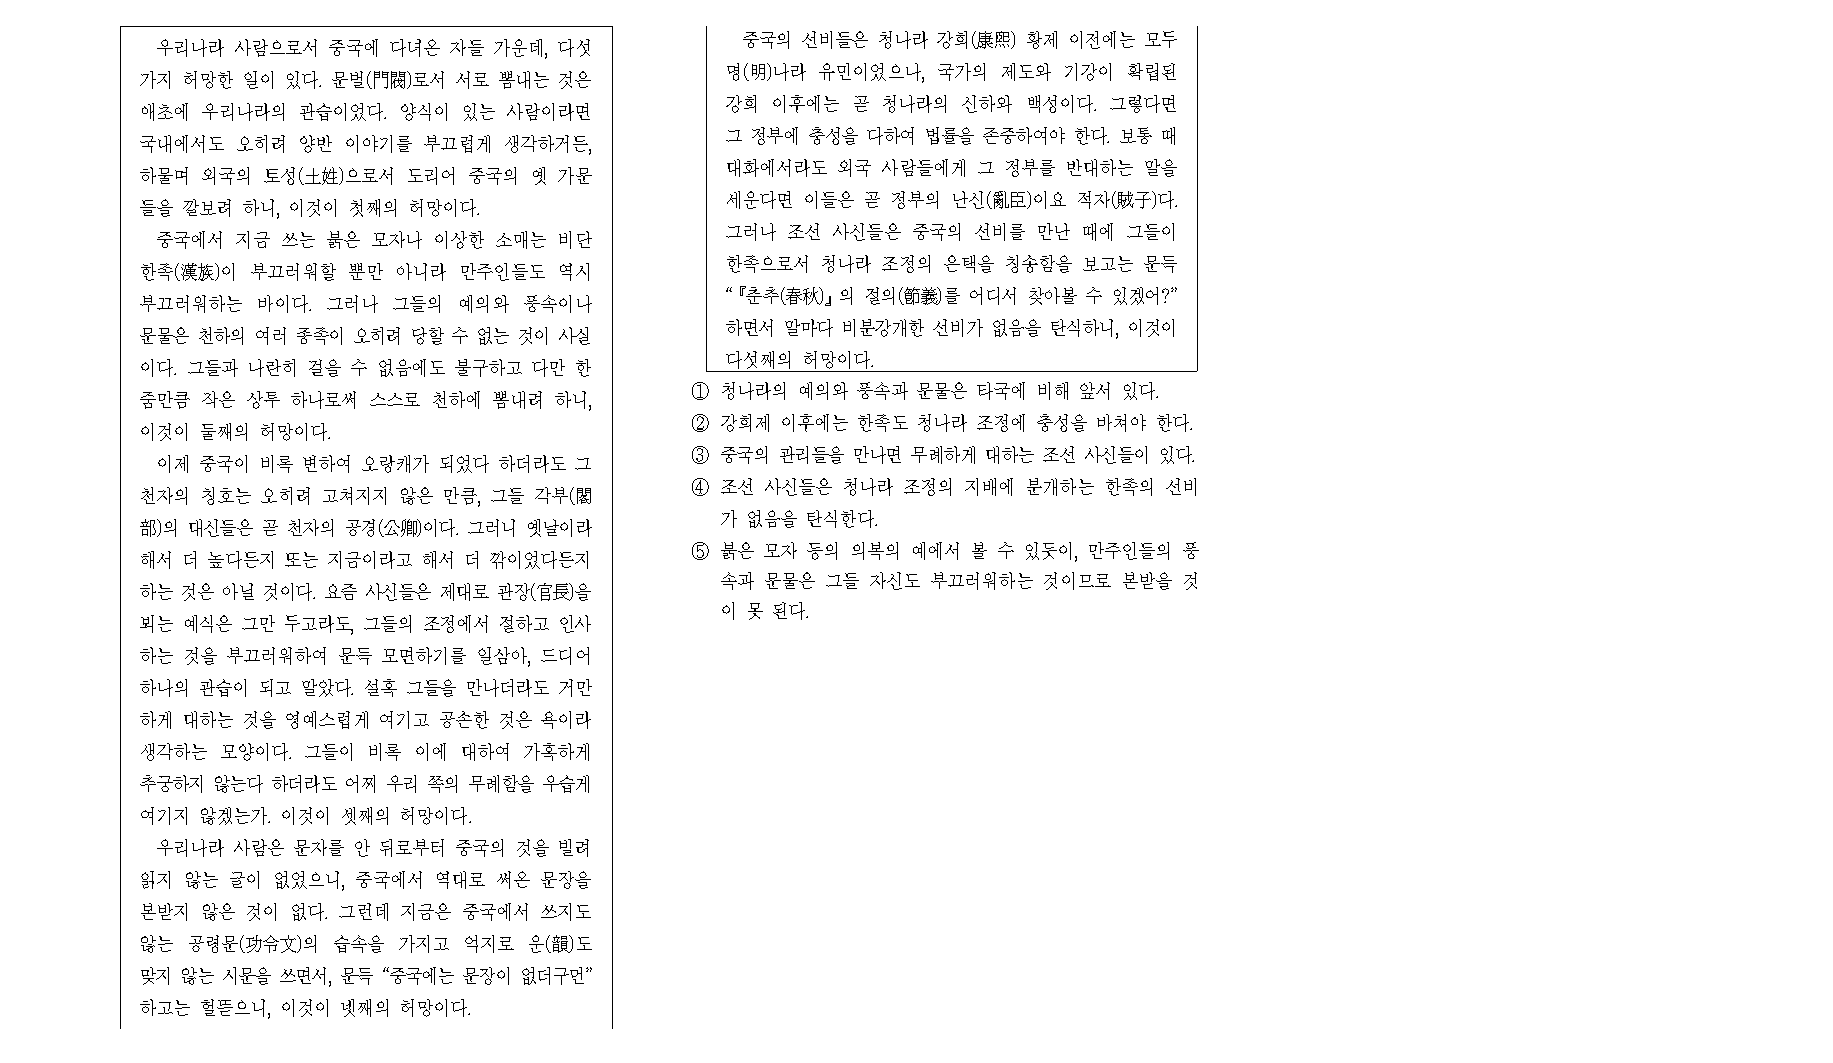 우리나라 사람으로서 중국에 다녀온 자들 가운데, 다섯
가지 허망한 일이 있다. 문벌(門閥)로서 서로 뽐내는 것은
애초에 우리나라의 관습이었다. 양식이 있는 사람이라면
국내에서도 오히려 양반 이야기를 부끄럽게 생각하거든,
하물며 외국의 토성(土姓)으로서 도리어 중국의 옛 가문
들을 깔보려 하니, 이것이 첫째의 허망이다.
중국에서 지금 쓰는 붉은 모자나 이상한 소매는 비단
한족(漢族)이 부끄러워할 뿐만 아니라 만주인들도 역시
부끄러워하는 바이다. 그러나 그들의 예의와 풍속이나
문물은 천하의 여러 종족이 오히려 당할 수 없는 것이 사실
이다. 그들과 나란히 걸을 수 없음에도 불구하고 다만 한
줌만큼 작은 상투 하나로써 스스로 천하에 뽐내려 하니,
이것이 둘째의 허망이다.
이제 중국이 비록 변하여 오랑캐가 되었다 하더라도 그
천자의 칭호는 오히려 고쳐지지 않은 만큼, 그들 각부(閣
部)의 대신들은 곧 천자의 공경(公卿)이다. 그러니 옛날이라
해서 더 높다든지 또는 지금이라고 해서 더 깎이었다든지
하는 것은 아닐 것이다. 요즘 사신들은 제대로 관장(官長)을
뵈는 예식은 그만 두고라도, 그들의 조정에서 절하고 인사
하는 것을 부끄러워하여 문득 모면하기를 일삼아, 드디어
하나의 관습이 되고 말았다. 설혹 그들을 만나더라도 거만
하게 대하는 것을 영예스럽게 여기고 공손한 것은 욕이라
생각하는 모양이다. 그들이 비록 이에 대하여 가혹하게
추궁하지 않는다 하더라도 어찌 우리 쪽의 무례함을 우습게
여기지 않겠는가. 이것이 셋째의 허망이다.
우리나라 사람은 문자를 안 뒤로부터 중국의 것을 빌려
읽지 않는 글이 없었으니, 중국에서 역대로 써온 문장을
본받지 않은 것이 없다. 그런데 지금은 중국에서 쓰지도
않는 공령문(功令文)의 습속을 가지고 억지로 운(韻)도
맞지 않는 시문을 쓰면서, 문득 “중국에는 문장이 없더구먼”
하고는 헐뜯으니, 이것이 넷째의 허망이다.
중국의 선비들은 청나라 강희(康熙) 황제 이전에는 모두
명(明)나라 유민이었으나, 국가의 제도와 기강이 확립된
강희 이후에는 곧 청나라의 신하와 백성이다. 그렇다면
그 정부에 충성을 다하여 법률을 존중하여야 한다. 보통 때
대화에서라도 외국 사람들에게 그 정부를 반대하는 말을
세운다면 이들은 곧 정부의 난신(亂臣)이요 적자(賊子)다.
그러나 조선 사신들은 중국의 선비를 만난 때에 그들이
한족으로서 청나라 조정의 은택을 칭송함을 보고는 문득
“『춘추(春秋)』의 절의(節義)를 어디서 찾아볼 수 있겠어?”
하면서 말마다 비분강개한 선비가 없음을 탄식하니, 이것이
다섯째의 허망이다.
① 청나라의 예의와 풍속과 문물은 타국에 비해 앞서 있다.
② 강희제 이후에는 한족도 청나라 조정에 충성을 바쳐야 한다.
③ 중국의 관리들을 만나면 무례하게 대하는 조선 사신들이 있다.
④ 조선 사신들은 청나라 조정의 지배에 분개하는 한족의 선비
가 없음을 탄식한다.
⑤ 붉은 모자 등의 의복의 예에서 볼 수 있듯이, 만주인들의 풍
속과 문물은 그들 자신도 부끄러워하는 것이므로 본받을 것
이 못 된다.